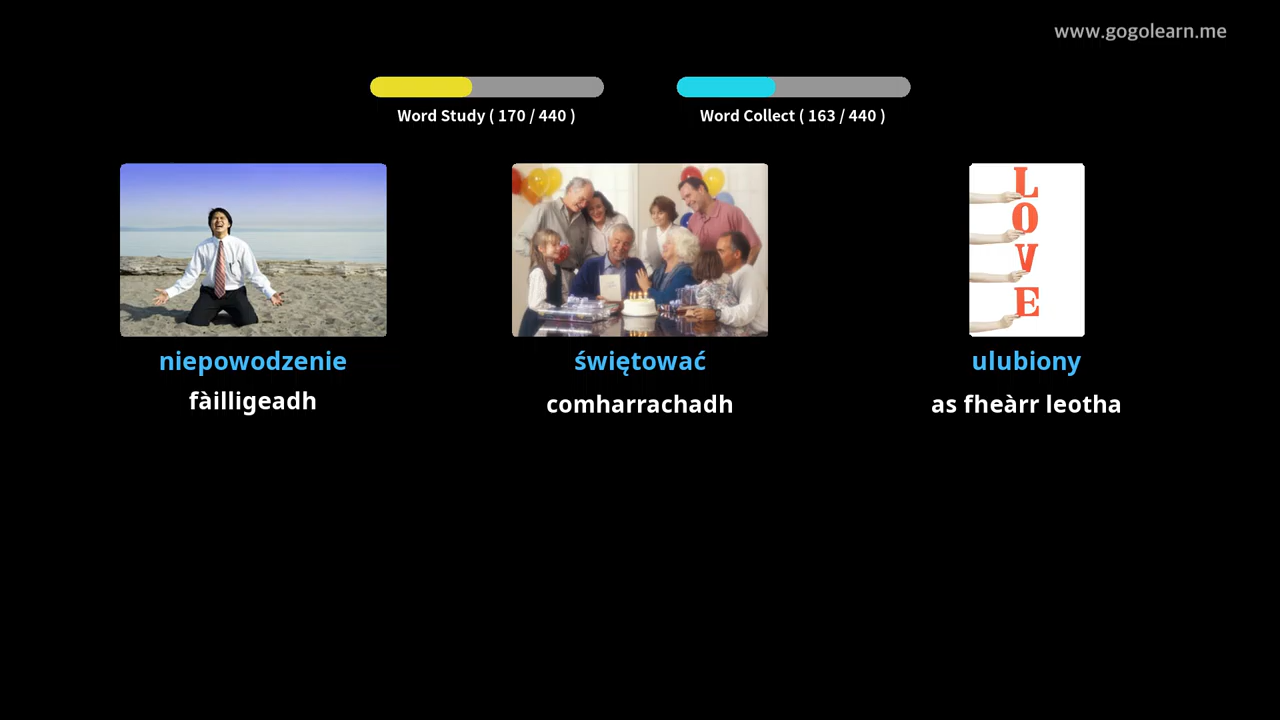 www.gogolearn.me
Word Study ( 170 / 440 )
Word Collect ( 163 / 440 )
L
O
V
E
niepowodzenie
świętować
ulubiony
fàilligeadh
comharrachadh
as fheàrr leotha